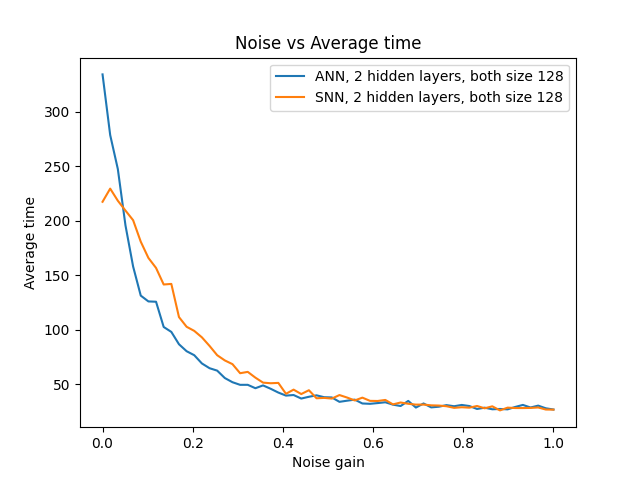 Noise vs Average time
ANN, 2 hidden layers, both size 128
SNN, 2 hidden layers, both size 128
Average time
300
250
200
150
100
50
0.0 0.2 0.4 0.6 0.8 1.0
Noise gain